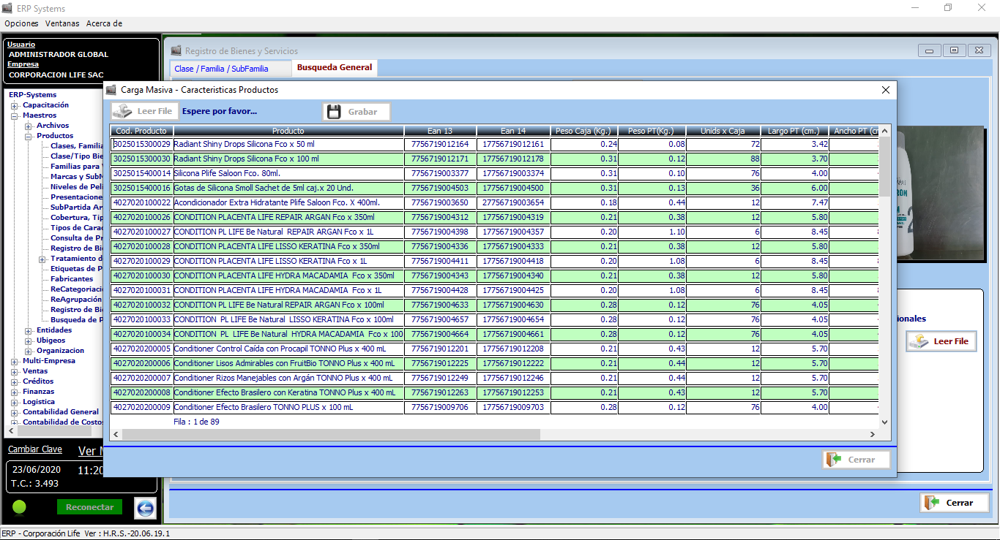 ERP Systems
Opciones Ventanas Acerca de
Usuario
ADMINISTRADOR GLOBAL
Empresa
CORPORACION LIFE SAC
ERP-Systems
Capacitación
Maestros
Archivos
Productos
Clases, Familia
Clase/Tipo Bie
Familias para
Marcas y SubM
Niveles de Peli
Presentacione
SubPartida Ar
Cobertura, Tip
Tipos de Carac
Consulta de Pr
Registro de Bi
Tratamiento d
Etiquetas de P
Fabricantes
ReCategoriaci
ReAgrupación
Registro de Bi
Busqueda de P
Entidades
Ubigeos
Organizacion
Multi-Empresa
Ventas
Créditos
Finanzas
Logistica
Contabilidad General
Contabilidad de Costo
Cambiar Clave Ver
23/06/2020 11:20
T.C.: 3.493
Reconectar
Registro de Bienes y Servicios
Clase / Familia / SubFamilia Busqueda General
Carga Masiva - Caracteristicas Productos
Leer File Espere por favor... Grabar
Cod. Producto Producto Ean 13 Ean 14 Peso Caja (Kg.) Peso PT(Kg.) Unids x Caja Largo PT (cm.) Ancho PT (cm
3025015300029 Radiant Shiny Drops Silicona Fco x 50 ml 7756719012164 17756719012161 0.24 0.08 72 3.42
3025015300030 Radiant Shiny Drops Silicona Fco x 100 ml 7756719012171 17756719012178 0.31 0.12 88 3.70
3025015400014 Silicona Plife Saloon Fco. 80ml. 7756719003377 17756719003374 0.31 0.10 76 4.00
3025015400016 Gotas de Silicona Smoll Sachet de 5ml caj.x 20 Und. 7756719004503 17756719004500 0.31 0.13 36 6.00
4027020100022 Acondicionador Extra Hidratante Plife Saloon Fco. X 400ml. 7756719003650 27756719003654 0.18 0.44 12 7.47
4027020100026 CONDITION PLACENTA LIFE REPAIR ARGAN Fco x 350ml 7756719004312 17756719004319 0.21 0.38 12 5.80
4027020100027 CONDITION PL LIFE Be Natural REPAIR ARGAN Fco x 1L 7756719004398 17756719004357 0.20 1.10 6 8.45
4027020100028 CONDITION PLACENTA LIFE LISSO KERATINA Fco x 350ml 7756719004336 17756719004333 0.21 0.38 12 5.80
4027020100029 CONDITION PLACENTA LIFE LISSO KERATINA Fco x 1L 7756719004411 17756719004418 0.20 1.08 6 8.45
4027020100030 CONDITION PLACENTA LIFE HYDRA MACADAMIA Fco x 350ml 7756719004343 17756719004340 0.21 0.38 12 5.80
4027020100031 CONDITION PLACENTA LIFE HYDRA MACADAMIA Fco x 1L 7756719004428 17756719004425 0.20 1.08 6 8.45
4027020100032 CONDITION PL LIFE Be Natural REPAIR ARGAN Fco x 100ml 7756719004633 17756719004630 0.28 0.12 76 4.05
4027020100033 CONDITION PL LIFE Be Natural LISSO KERATINA Fco x 100ml 7756719004657 17756719004654 0.28 0.12 76 4.05
4027020100034 CONDITION PL LIFE Be Natural HYDRA MACADAMIA Fco x 100 7756719004664 17756719004661 0.28 0.12 76 4.05
4027020200005 Conditioner Control Caída con Procapil TONNO Plus x 400 mL 7756719012201 17756719012208 0.21 0.43 12 5.70
4027020200006 Conditioner Lisos Admirables con FruitBio TONNO Plus x 400 mL 7756719012225 17756719012222 0.21 0.44 12 5.70
4027020200007 Conditioner Rizos Manejables con Argán TONNO Plus x 400 mL 7756719012249 17756719012246 0.21 0.44 12 5.70
4027020200008 Conditioner Efecto Brasilero con Keratina TONNO Plus x 400 mL 7756719012263 17756719012253 0.21 0.43 12 5.70
4027020200009 Conditioner Efecto Brasilero TONNO PLUS x 100 mL 7756719009706 17756719009703 0.28 0.12 76 4.00
Fila : 1 de 89
Cerrar
ionales
Leer File
Cerrar
ERP - Corporación Life Ver : H.R.S.-20.06.19.1